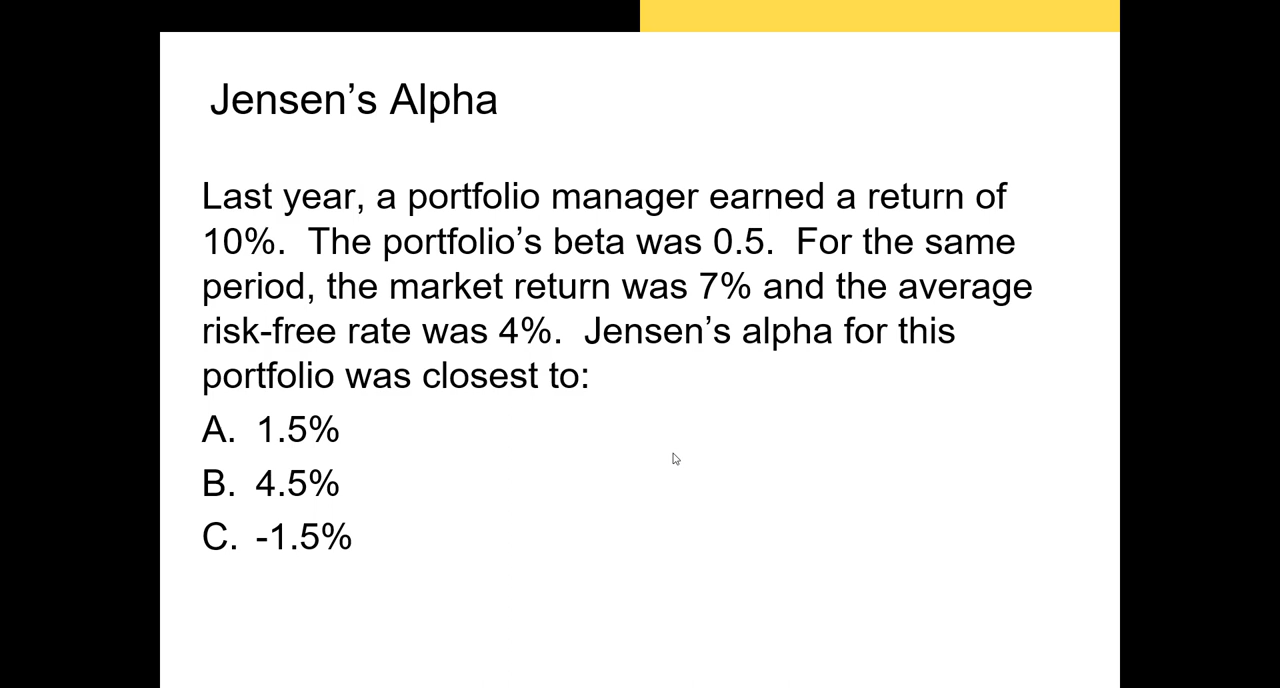 Jensen’s Alpha
Last year, a portfolio manager earned a return of
10%.  The portfolio’s beta was 0.5.  For the same
period, the market return was 7% and the average
risk-free rate was 4%.  Jensen’s alpha for this
portfolio was closest to:
A. 1.5%
B. 4.5%
C. -1.5%